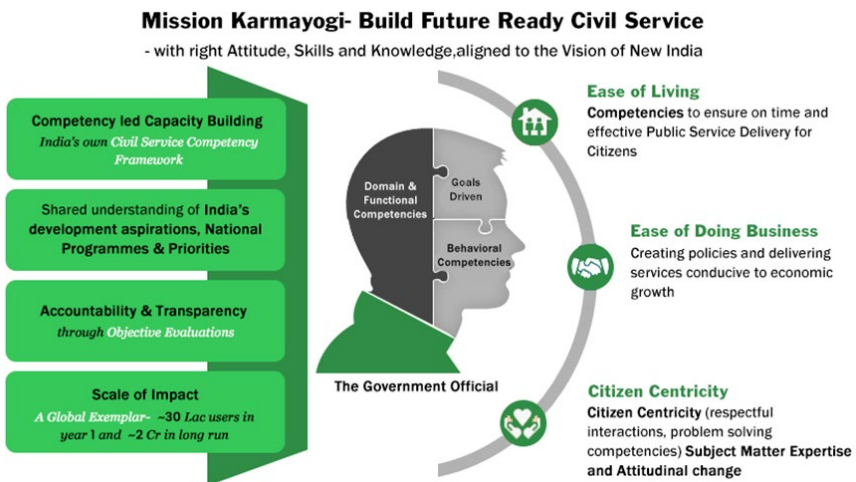 Mission Karmayogi- Build Future Ready Civil Service
- with right Attitude, Skills and Knowledge,aligned to the Vision of New India
Competency led Capacity Building
India's own Civil Service Competency
Framework
Shared understanding of India's
development aspirations, National
Programmes & Priorities
Accountability & Transparency
through Objective Evaluations
Scale of Impact
A Global Exemplar- ~30 Lac users in
year 1 and ~2 Cr in long run
Domain &
Functional
Competencies
Goals
Driven
Behavioral
Competencies
The Government Official
Ease of Living
Competencies to ensure on time and
effective Public Service Delivery for
Citizens
Ease of Doing Business
Creating policies and delivering
services conducive to economic
growth
Citizen Centricity
Citizen Centricity (respectful
interactions, problem solving
competencies) Subject Matter Expertise
and Attitudinal change